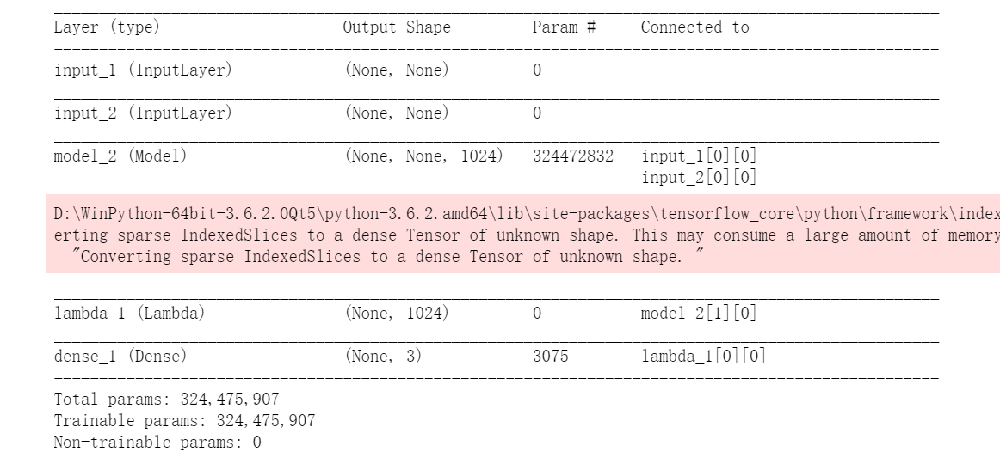 Layer (type) Output Shape Param # Connected to
==================================================================================================
input_1 (InputLayer) (None, None) 0
input_2 (InputLayer) (None, None) 0
model_2 (Model) (None, None, 1024) 324472832 input_1[0][0]
input_2[0][0]
D:\WinPython-64bit-3.6.2.0Qt5\python-3.6.2.amd64\lib\site-packages\tensorflow_core\python\framework\index
erting sparse IndexedSlices to a dense Tensor of unknown shape. This may consume a large amount of memory
"Converting sparse IndexedSlices to a dense Tensor of unknown shape. "
lambda_1 (Lambda) (None, 1024) 0 model_2[1][0]
dense_1 (Dense) (None, 3) 3075 lambda_1[0][0]
==================================================================================================
Total params: 324,475,907
Trainable params: 324,475,907
Non-trainable params: 0